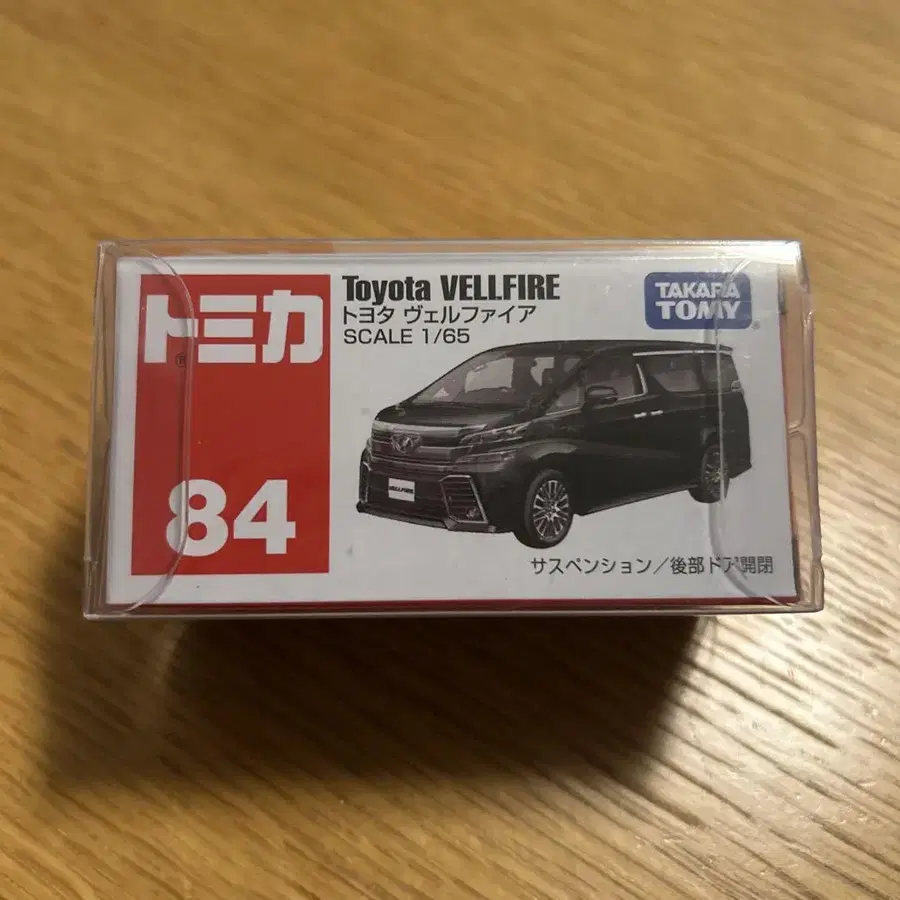 トミカ
84
Toyota VELLFIRE
トヨタ ヴェルファイア
SCALE 1/65
TAKARA
TOMY
VELLFIRE
サスペンション/後部ドア開閉